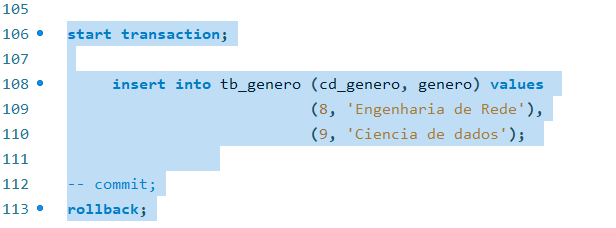 105
106 start transaction;
107
108 insert into tb_genero (cd_genero, genero) values
109 (8, 'Engenharia de Rede'),
110 (9, 'Ciencia de dados');
111
112 -- commit;
113 rollback;